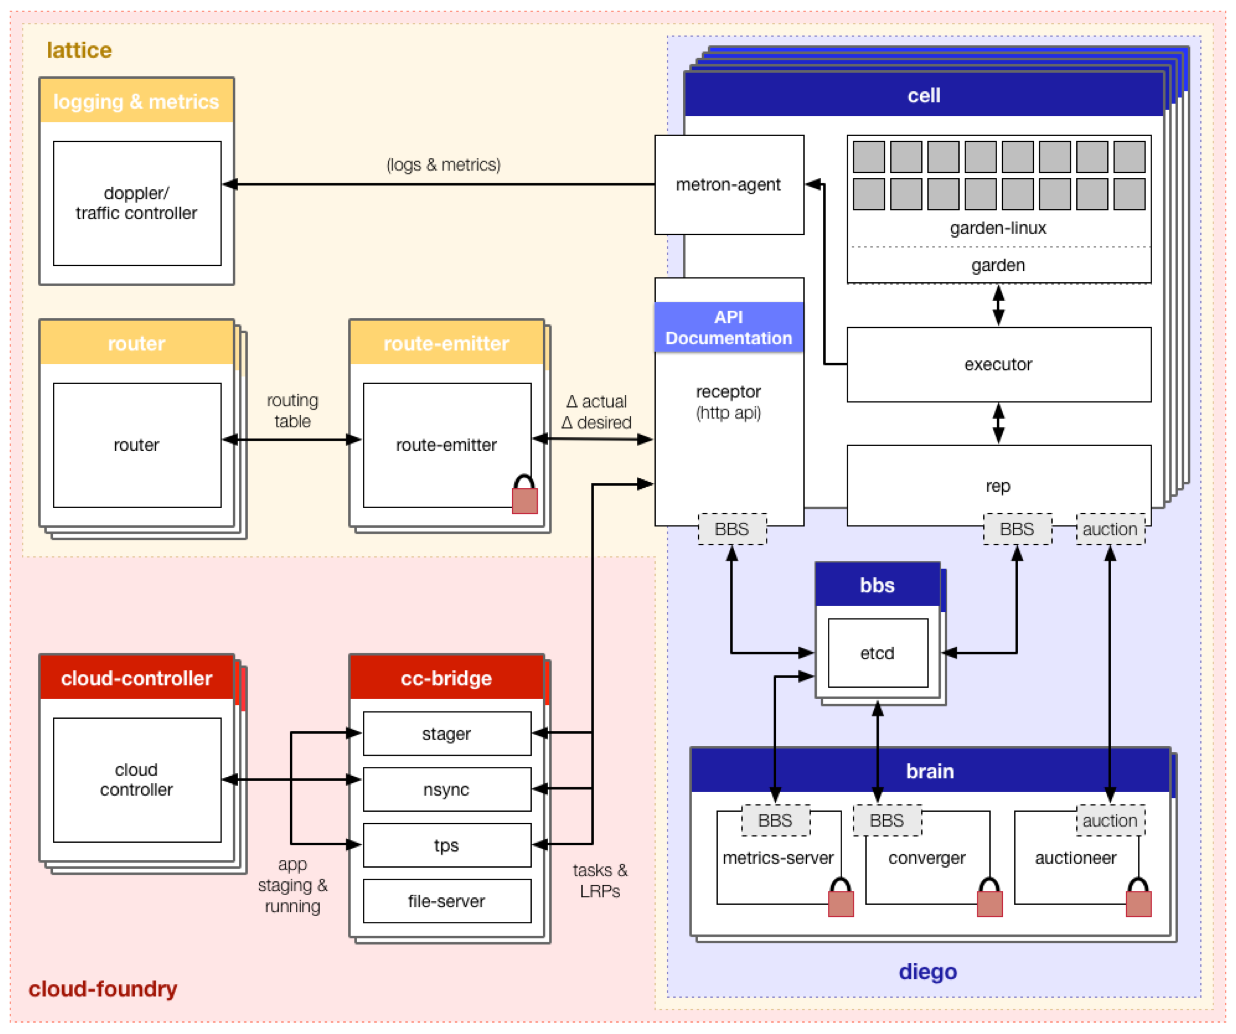 lattice
logging & metrics
doppler/
traffic controller
(logs & metrics)
cell
metron-agent
garden-linux
garden
API
Documentation
receptor
(http api)
executor
rep
BBS
BBS
auction
router
router
routing
table
route-emitter
route-emitter
Δ actual
Δ desired
bbs
etcd
cloud-controller
cloud
controller
cc-bridge
stager
nsync
tps
file-server
app
staging &
running
tasks &
LRPs
brain
BBS
metrics-server
BBS
converger
auction
auctioneer
diego
cloud-foundry